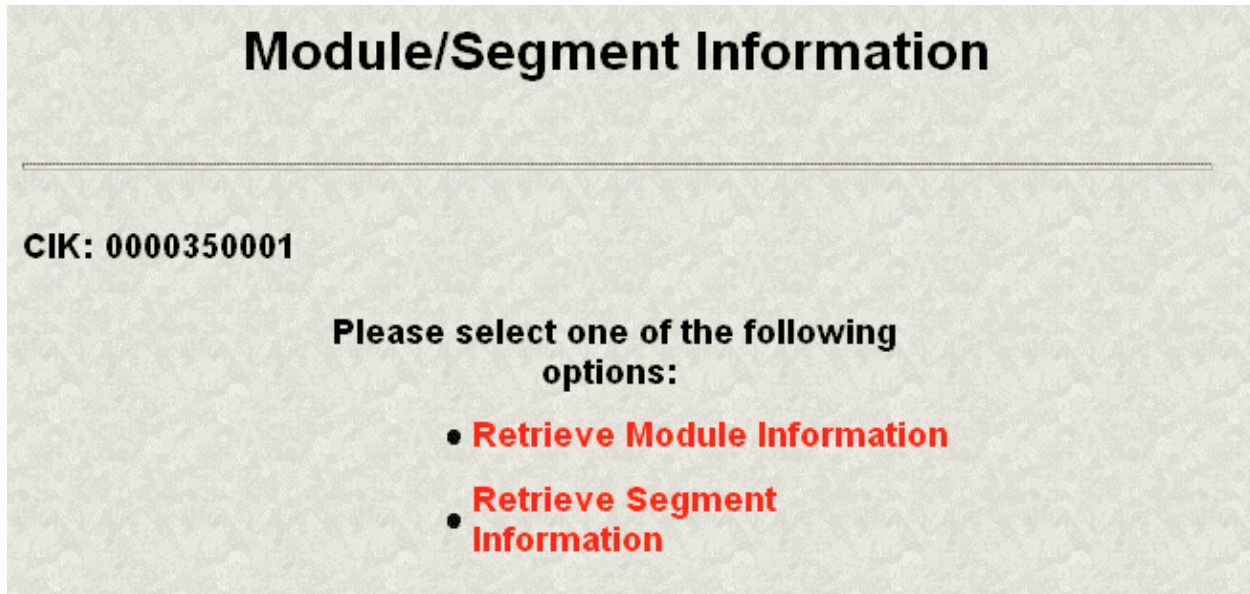 Module/Segment Information
CIK: 0000350001
Please select one of the following
options:
Retrieve Module Information
Retrieve Segment
Information